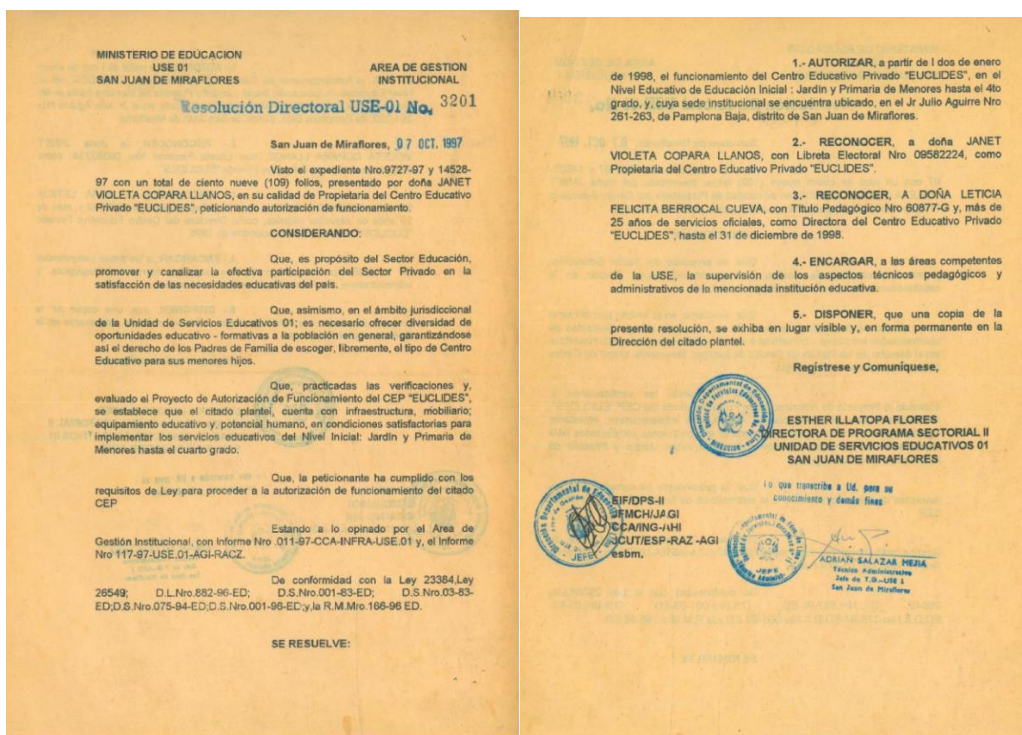 MINISTERIO DE EDUCACION
USE 01
SAN JUAN DE MIRAFLORES
AREA DE GESTION
INSTITUCIONAL
Resolución Directoral USE-01 No. 3201
San Juan de Miraflores, 07 OCT. 1997
Visto el expediente Nro.9727-97 y 14528-
97 con un total de ciento nueve (109) folios, presentado por doña JANET
VIOLETA COPARA LLANOS, en su calidad de Propietaria del Centro Educativo
Privado "EUCLIDES", peticionando autorización de funcionamiento.
CONSIDERANDO:
Que, es propósito del Sector Educación,
promover y canalizar la efectiva participación del Sector Privado en la
satisfacción de las necesidades educativas del país.
Que, asimismo, en el ámbito jurisdiccional
de la Unidad de Servicios Educativos 01; es necesario ofrecer diversidad de
oportunidades educativo - formativas a la población en general, garantizándose
así el derecho de los Padres de Familia de escoger, libremente, el tipo de Centro
Educativo para sus menores hijos.
Que, practicadas las verificaciones y,
evaluado el Proyecto de Autorización de Funcionamiento del CEP "EUCLIDES",
se establece que el citado plantel, cuenta con infraestructura, mobiliario;
equipamiento educativo y, potencial humano, en condiciones satisfactorias para
implementar los servicios educativos del Nivel Inicial: Jardín y Primaria de
Menores hasta el cuarto grado.
Que, la peticionante ha cumplido con los
requisitos de Ley para proceder a la autorización de funcionamiento del citado
CEP
Estando a lo opinado por el Area de
Gestión Institucional, con Informe Nro .011-97-CCA-INFRA-USE.01 y, el Informe
Nro 117-97-USE.01-AGI-RACZ.
De conformidad con la Ley 23384,Ley
26549; D.L.Nro.882-96-ED; D.S.Nro.001-83-ED; D.S.Nro.03-83-
ED;D.S.Nro.075-94-ED;D.S.Nro.001-96-ED;y,la R.M.Mro.166-96 ED.
SE RESUELVE:
1.- AUTORIZAR, a partir de l dos de enero
de 1998, el funcionamiento del Centro Educativo Privado "EUCLIDES", en el
Nivel Educativo de Educación Inicial : Jardín y Primaria de Menores hasta el 4to
grado, y, cuya sede institucional se encuentra ubicado, en el Jr Julio Aguirre Nro
261-263, de Pamplona Baja, distrito de San Juan de Miraflores.
2.- RECONOCER, a doña JANET
VIOLETA COPARA LLANOS, con Libreta Electoral Nro 09582224, como
Propietaria del Centro Educativo Privado "EUCLIDES".
3.- RECONOCER, A DOÑA LETICIA
FELICITA BERROCAL CUEVA, con Título Pedagógico Nro 60877-G y, más de
25 años de servicios oficiales, como Directora del Centro Educativo Privado
"EUCLIDES", hasta el 31 de diciembre de 1998.
4.- ENCARGAR, a las áreas competentes
de la USE, la supervisión de los aspectos técnicos pedagógicos y
administrativos de la mencionada institución educativa.
5.- DISPONER, que una copia de la
presente resolución, se exhiba en lugar visible y, en forma permanente en la
Dirección del citado plantel.
Regístrese y Comuníquese,
ESTHER ILLATOPA FLORES
DIRECTORA DE PROGRAMA SECTORIAL II
UNIDAD DE SERVICIOS EDUCATIVOS 01
SAN JUAN DE MIRAFLORES
Lo que transcribe a Ud. para su
conocimiento y demás fines
EIF/DPS-II
JFMCH/JAGI
CCA/ING-AHI
JCUT/ESP-RAZ -AGI
esbm.
JEFE
JEFE
ADRIAN SALAZAR MEJIA
Técnico Administrativo
Jefe de T.D.-USE 1
San Juan de Miraflores